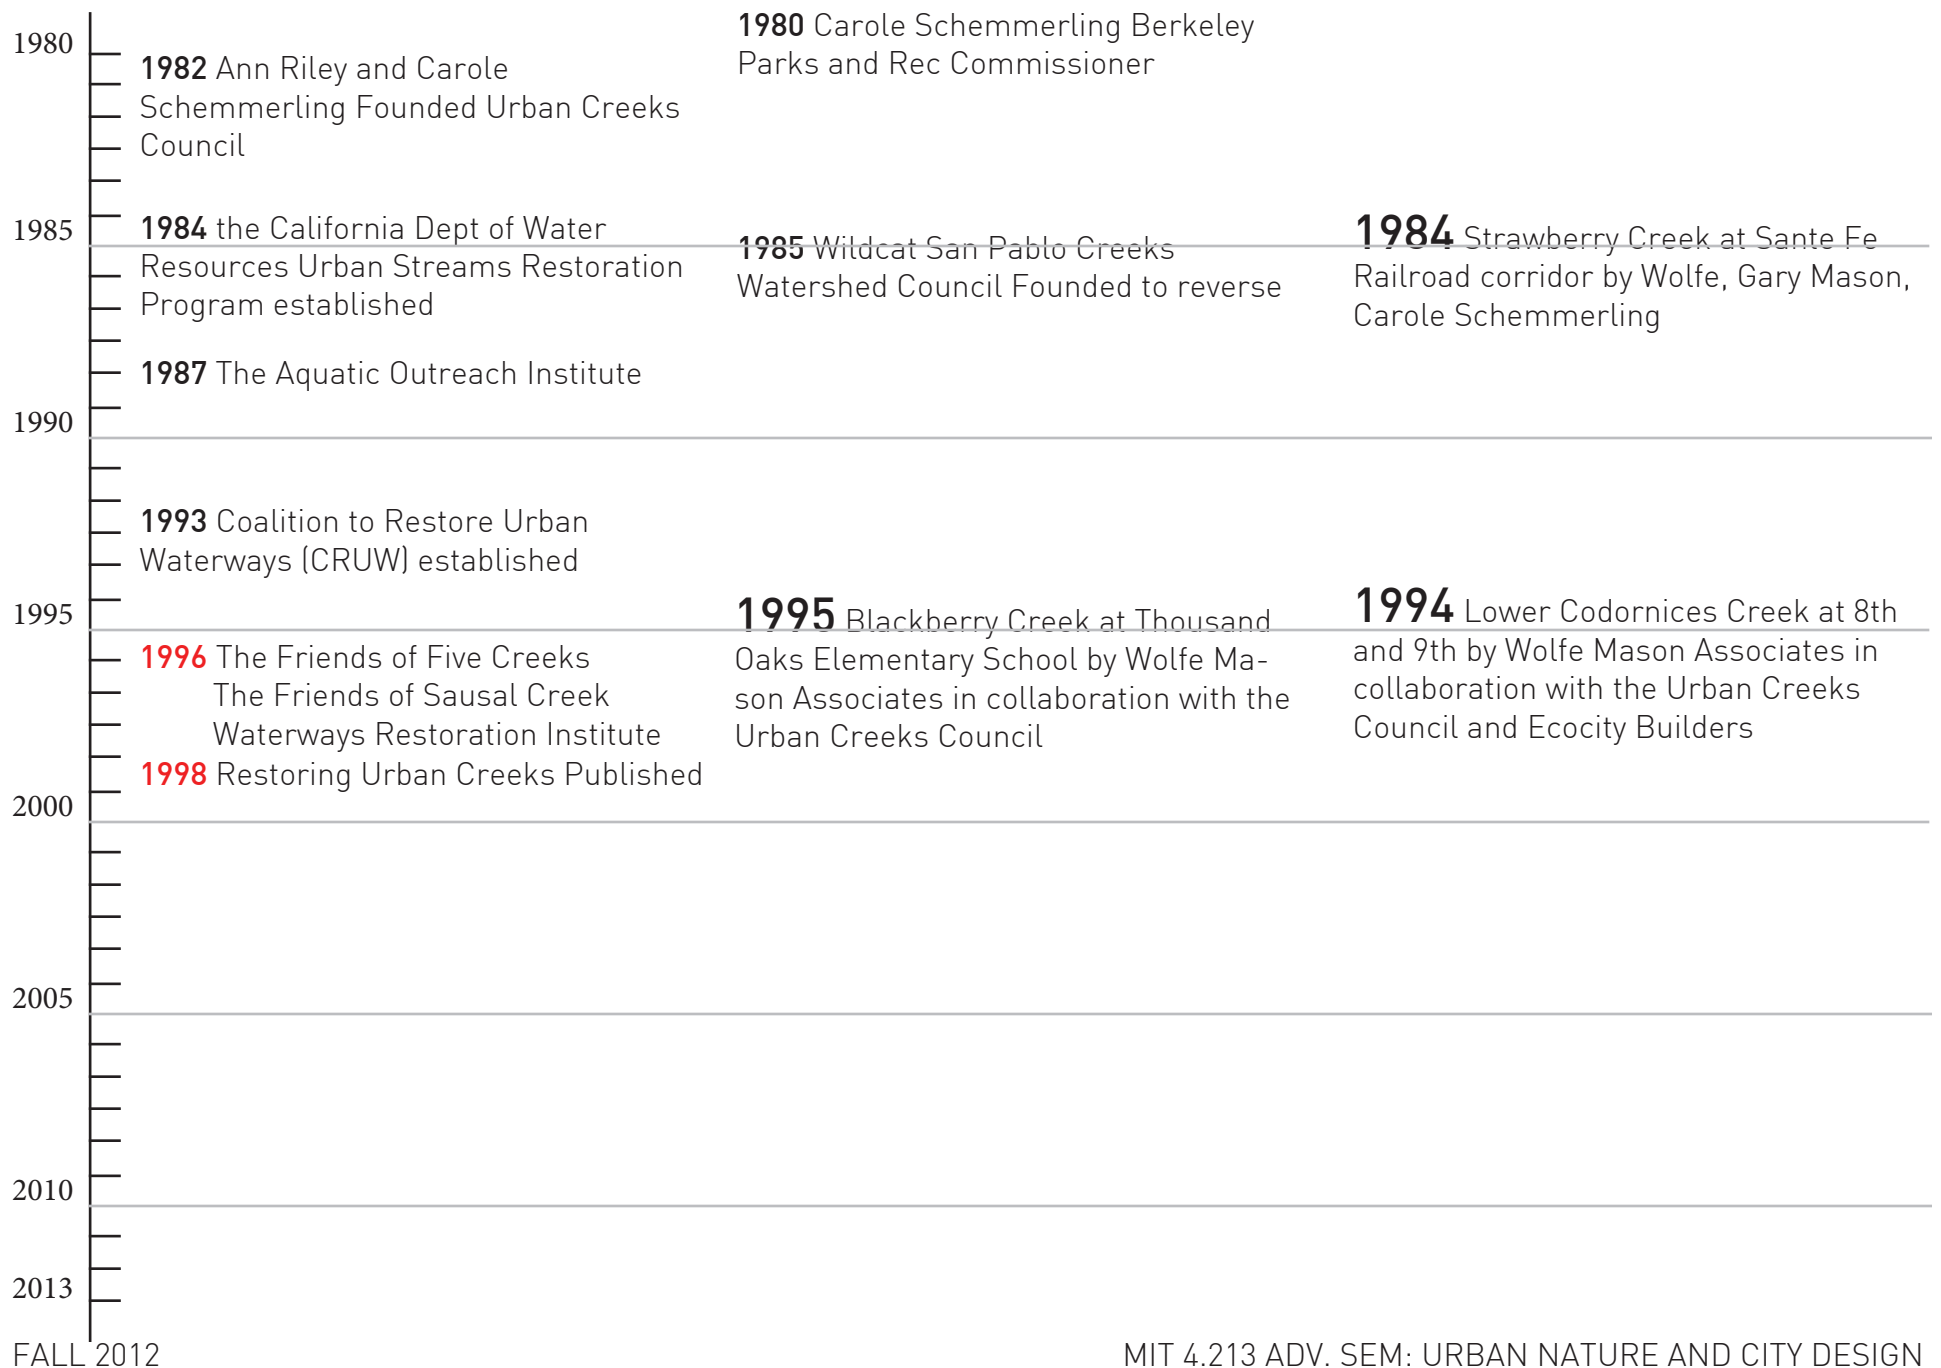 1980
1985
1990
1995
2000
2005
2010
2013
1982 Ann Riley and Carole
Schemmerling Founded Urban Creeks
Council
1984 the California Dept of Water
Resources Urban Streams Restoration
Program established
1987 The Aquatic Outreach Institute
1993 Coalition to Restore Urban
Waterways (CRUW) established
1996 The Friends of Five Creeks
The Friends of Sausal Creek
Waterways Restoration Institute
1998 Restoring Urban Creeks Published
1980 Carole Schemmerling Berkeley
Parks and Rec Commissioner
1985 Wildcat San Pablo Creeks
Watershed Council Founded to reverse
1995 Blackberry Creek at Thousand
Oaks Elementary School by Wolfe Ma-
son Associates in collaboration with the
Urban Creeks Council
1984 Strawberry Creek at Sante Fe
Railroad corridor by Wolfe, Gary Mason,
Carole Schemmerling
1994 Lower Codornices Creek at 8th
and 9th by Wolfe Mason Associates in
collaboration with the Urban Creeks
Council and Ecocity Builders
FALL 2012
MIT 4.213 ADV. SEM: URBAN NATURE AND CITY DESIGN